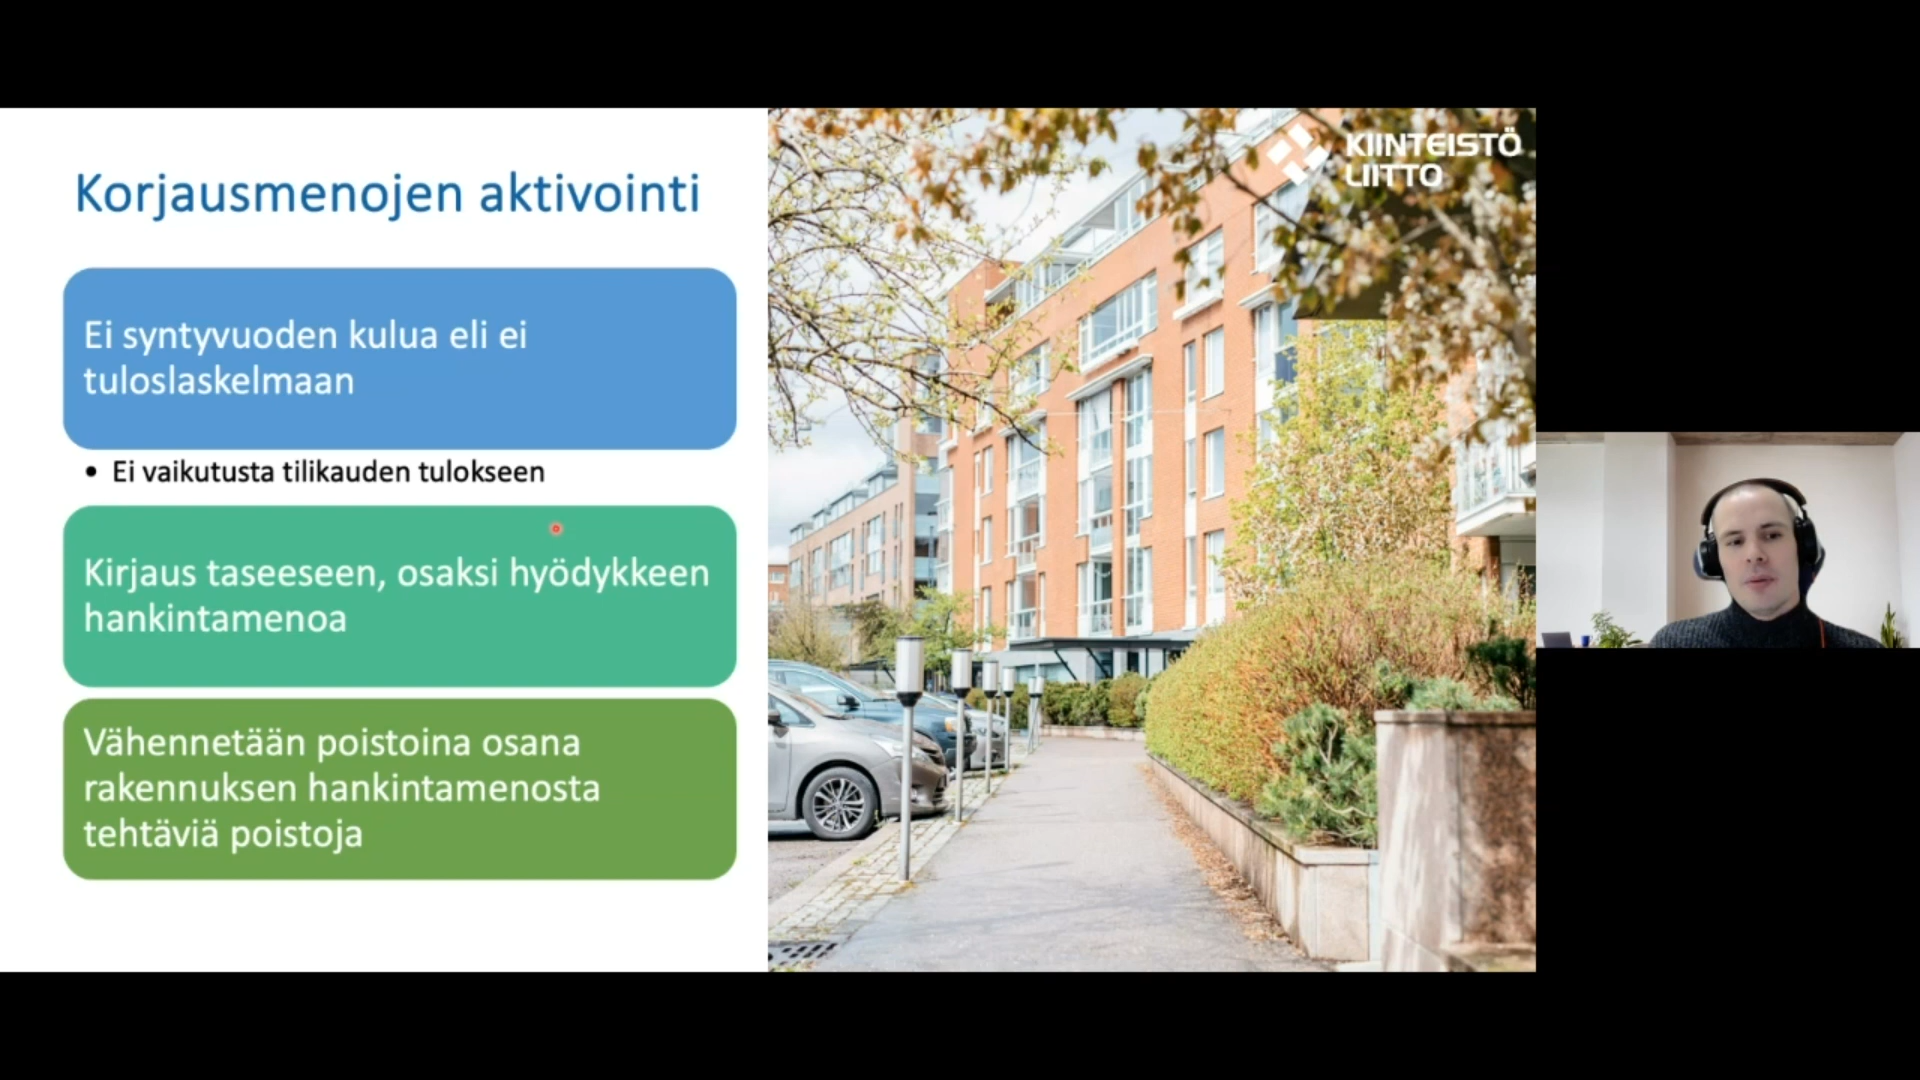 KIINTEISTÖ
LIITTO
Korjausmenojen aktivointi
Ei syntyvuoden kulua eli ei
tuloslaskelmaan
• Ei vaikutusta tilikauden tulokseen
Kirjaus taseeseen, osaksi hyödykkeen
hankintamenoa
Vähennetään poistoina osana
rakennuksen hankintamenosta
tehtäviä poistoja